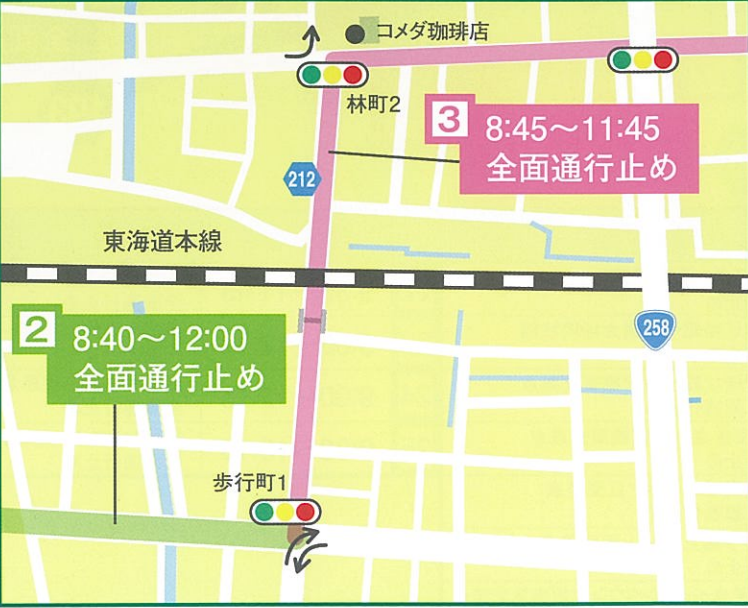 コメダ珈琲店
林町2
3
8:45～11:45
全面通行止め
212
東海道本線
2
8:40～12:00
全面通行止め
258
歩行町1